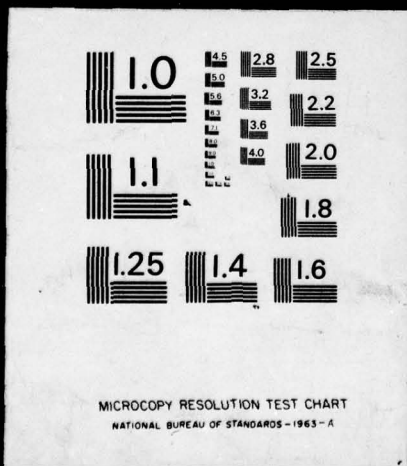 1.0
4.5 2.8 2.5
5.0
5.6 3.2 2.2
6.3
7.1 3.6
8.0 4.0 2.0
1.1
1.8
1.25 1.4 1.6
MICROCOPY RESOLUTION TEST CHART
NATIONAL BUREAU OF STANDARDS-1963-A